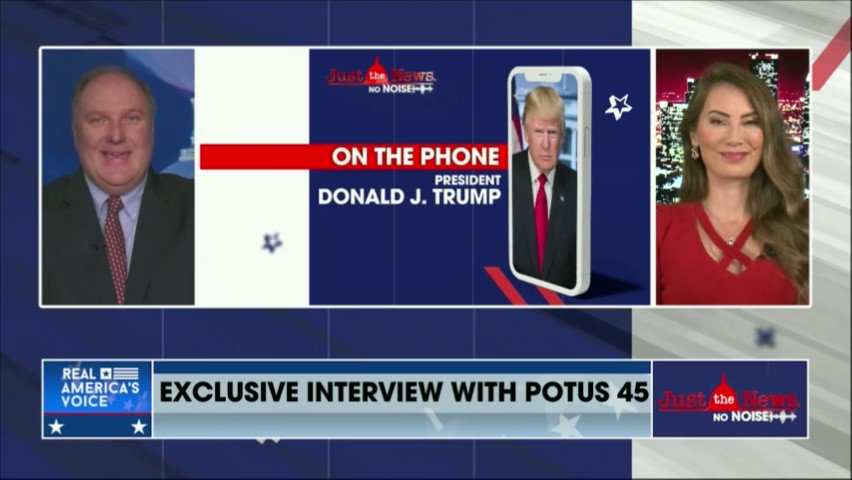 Just the News
NO NOISE
ON THE PHONE
PRESIDENT
DONALD J. TRUMP
REAL
AMERICA'S
VOICE
EXCLUSIVE INTERVIEW WITH POTUS 45
Just the News
NO NOISE